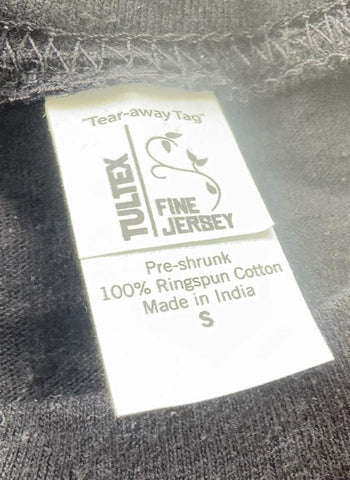 "Tear-away Tag"
TULTEX
FINE
JERSEY
Pre-shrunk
100% Ringspun Cotton
Made in India
S